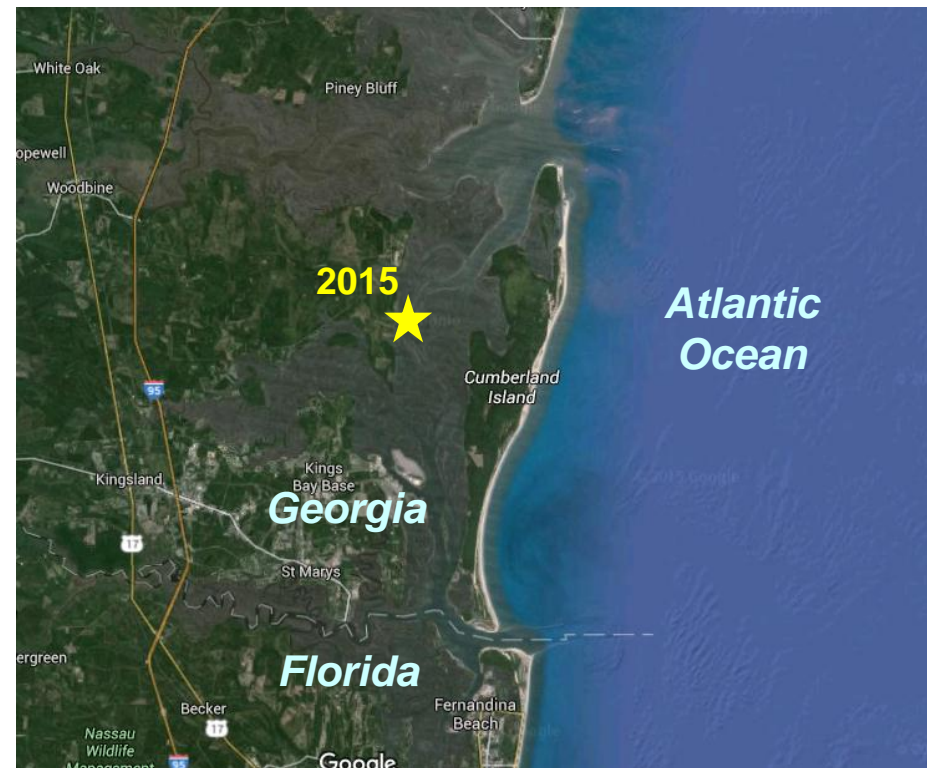 White Oak
Piney Bluff
opewell
Woodbine
2015
Atlantic
Ocean
Cumberland
Island
95
Kings
Bay Base
Kingsland
Georgia
17
St Marys
ergreen
Florida
Becker
17
Fernandina
Beach
Nassau
Wildlife
Management
95
Google